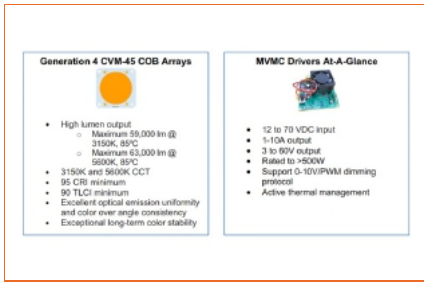 Generation 4 CVM-45 COB Arrays
• High lumen output
o Maximum 59,000 lm @
3150K, 85ºC
o Maximum 63,000 lm @
5600K, 85ºC
• 3150K and 5600K CCT
• 95 CRI minimum
• 90 TLCI minimum
• Excellent optical emission uniformity
and color over angle consistency
• Exceptional long-term color stability
MVMC Drivers At-A-Glance
• 12 to 70 VDC input
• 1-10A output
• 3 to 60V output
• Rated to >500W
• Support 0-10V/PWM dimming
protocol
• Active thermal management